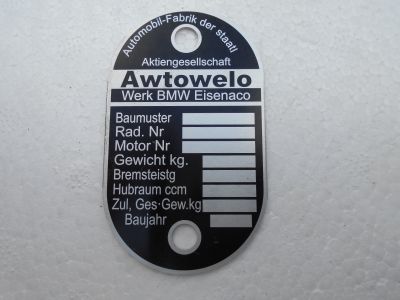 Automobil-Fabrik der staatl
Aktiengesellschaft
Awtowelo
Werk BMW Eisenaco
Baumuster
Rad. Nr
Motor Nr
Gewicht kg.
Bremsteistg
Hubraum ccm
Zul, Ges-Gew.kg
Baujahr